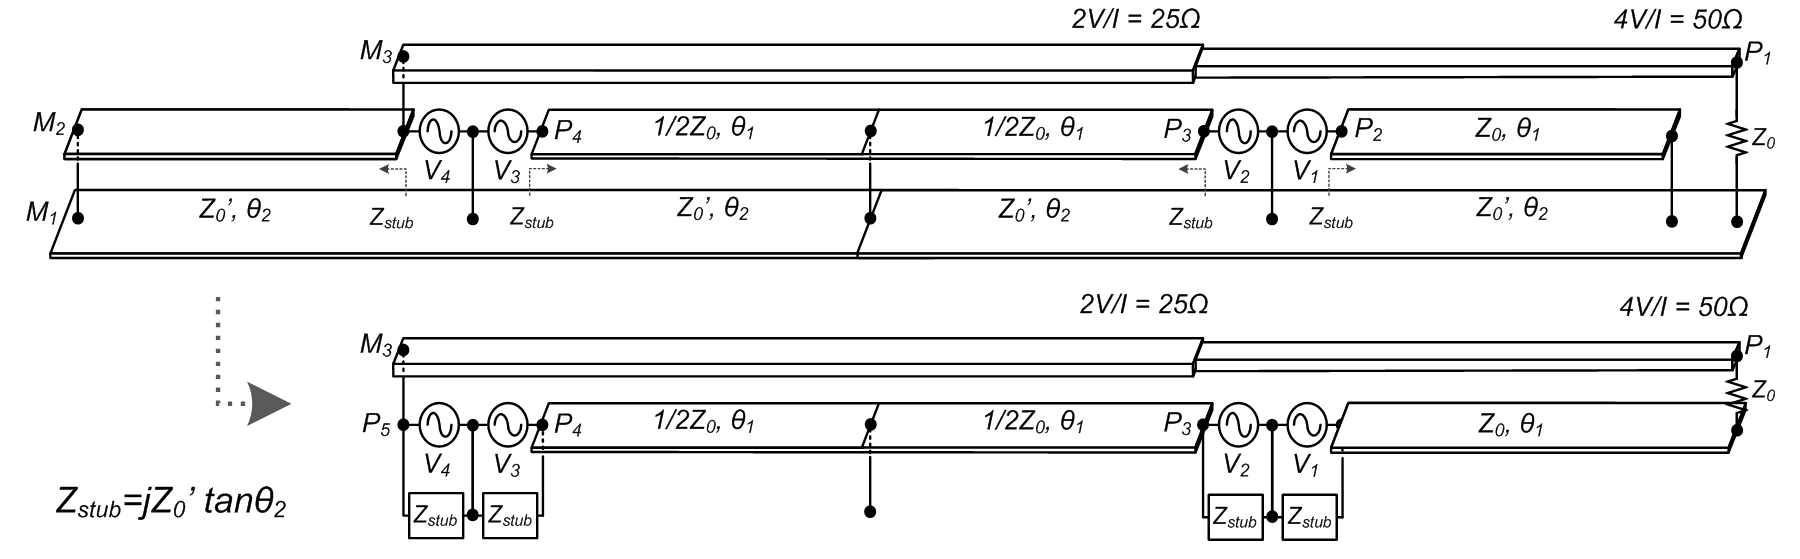 2V/I = 25Ω 4V/I = 50Ω
M₃ P₁
M₂ P₄ 1/2Z₀, θ₁ 1/2Z₀, θ₁ P₃ P₂ Z₀, θ₁ Z₀
V₄ V₃ V₂ V₁
M₁ Z₀’, θ₂ Zstub Zstub Z₀’, θ₂ Z₀’, θ₂ Zstub Zstub Z₀’, θ₂
2V/I = 25Ω 4V/I = 50Ω
M₃ P₁
Z₀
P₅ P₄ 1/2Z₀, θ₁ 1/2Z₀, θ₁ P₃ Z₀, θ₁
V₄ V₃ V₂ V₁
Zstub=jZ₀’ tanθ₂ Zstub Zstub Zstub Zstub